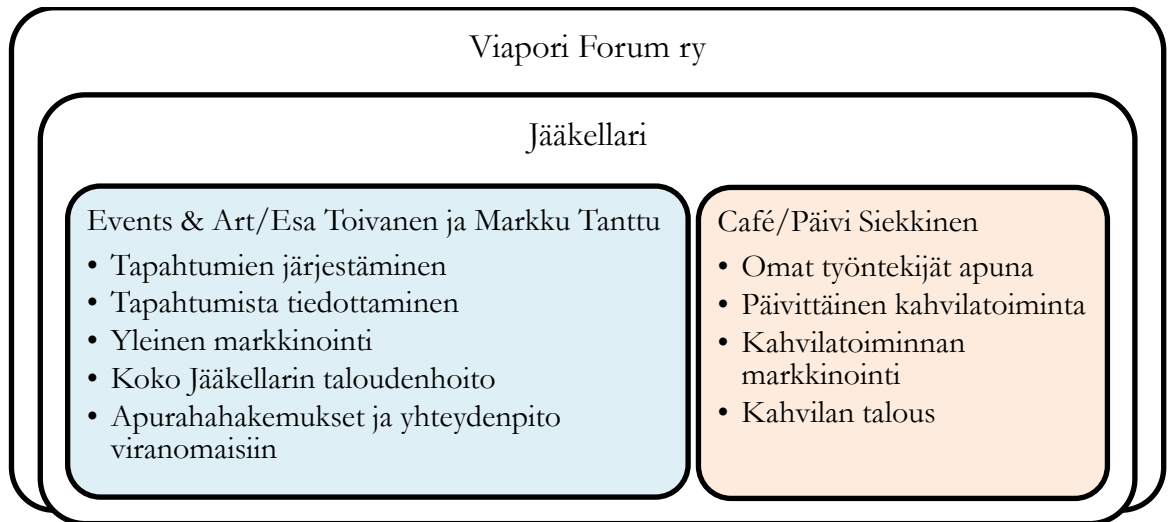 Viapori Forum ry
Jääkellari
Events & Art/Esa Toivanen ja Markku Tanttu
• Tapahtumien järjestäminen
• Tapahtumista tiedottaminen
• Yleinen markkinointi
• Koko Jääkellarin taloudenhoito
• Apurahahakemukset ja yhteydenpito
viranomaisiin
Café/Päivi Siekkinen
• Omat työntekijät apuna
• Päivittäinen kahvilatoiminta
• Kahvilatoiminnan
markkinointi
• Kahvilan talous